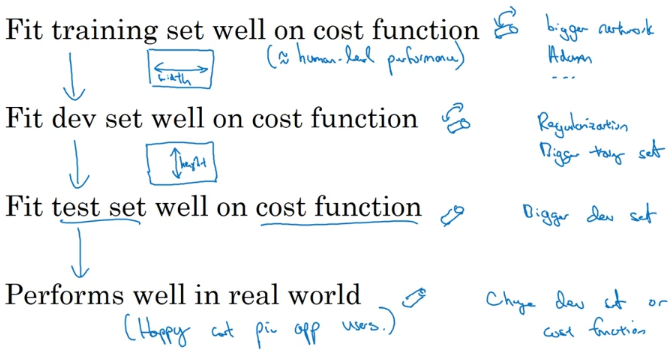 Fit training set well on cost function
bigger network
(≈ human-level performance)
Adam
...
width
Fit dev set well on cost function
Regularization
Bigger training set
height
Fit test set well on cost function
Bigger dev set
Performs well in real world
Change dev set or
cost function
(Happy cat pic app users.)